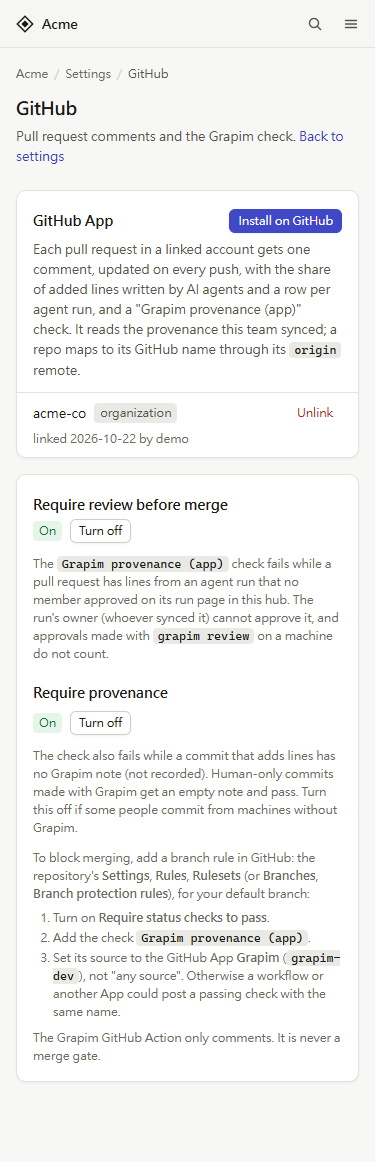 Acme
Acme / Settings / GitHub
GitHub
Pull request comments and the Grapim check. Back to
settings
GitHub App
Install on GitHub
Each pull request in a linked account gets one
comment, updated on every push, with the share
of added lines written by AI agents and a row per
agent run, and a "Grapim provenance (app)"
check. It reads the provenance this team synced; a
repo maps to its GitHub name through its origin
remote.
acme-co organization Unlink
linked 2026-10-22 by demo
Require review before merge
On Turn off
The Grapim provenance (app) check fails while a
pull request has lines from an agent run that no
member approved on its run page in this hub. The
run's owner (whoever synced it) cannot approve it, and
approvals made with grapim review on a machine
do not count.
Require provenance
On Turn off
The check also fails while a commit that adds lines has
no Grapim note (not recorded). Human-only commits
made with Grapim get an empty note and pass. Turn
this off if some people commit from machines without
Grapim.
To block merging, add a branch rule in GitHub: the
repository's Settings, Rules, Rulesets (or Branches,
Branch protection rules), for your default branch:
1. Turn on Require status checks to pass.
2. Add the check Grapim provenance (app).
3. Set its source to the GitHub App Grapim (grapim-
dev), not "any source". Otherwise a workflow or
another App could post a passing check with the
same name.
The Grapim GitHub Action only comments. It is never a
merge gate.